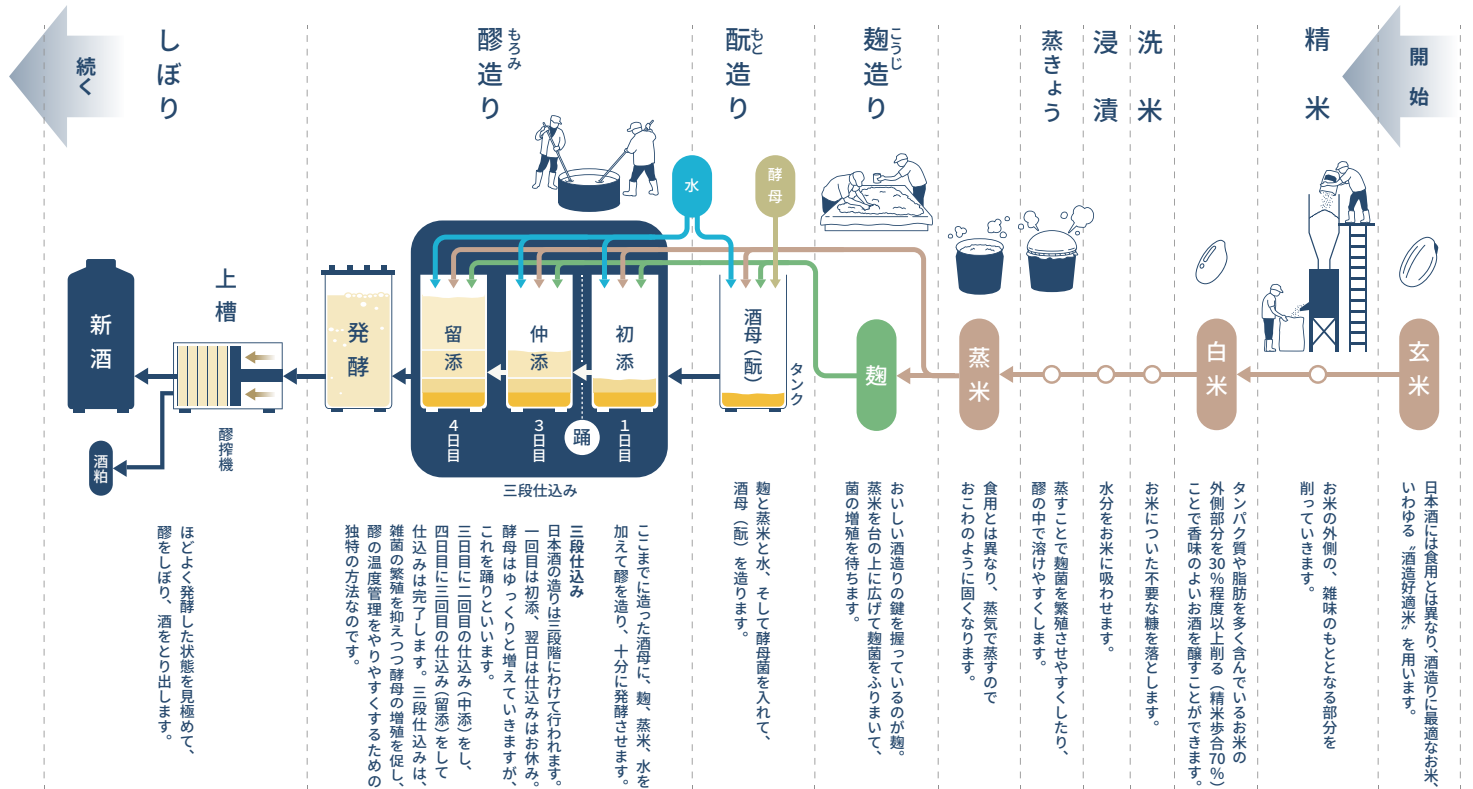 開始
精米
洗米
浸漬
蒸きょう
こうじ
麹造り
もと
酛造り
もろみ
醪造り
しぼり
続く
玄米
白米
蒸米
麹
酵母
水
酒母（酛）
タンク
初添
1日目
踊
仲添
3日目
留添
4日目
三段仕込み
発酵
上槽
醪搾機
新酒
酒粕
日本酒には食用とは異なり、酒造りに最適なお米、
いわゆる〝酒造好適米〟を用います。
お米の外側の、雑味のもととなる部分を
削っていきます。
タンパク質や脂肪を多く含んでいるお米の
外側部分を30％程度以上削る（精米歩合70％）
ことで香味のよいお酒を醸すことができます。
お米についた不要な糠を落とします。
水分をお米に吸わせます。
蒸すことで麹菌を繁殖させやすくしたり、
醪の中で溶けやすくします。
食用とは異なり、蒸気で蒸すので
おこわのように固くなります。
おいしい酒造りの鍵を握っているのが麹。
蒸米を台の上に広げて麹菌をふりまいて、
菌の増殖を待ちます。
麹と蒸米と水、そして酵母菌を入れて、
酒母（酛）を造ります。
ここまでに造った酒母に、麹、蒸米、水を
加えて醪を造り、十分に発酵させます。
三段仕込み
日本酒の造りは三段階にわけて行われます。
一回目は初添、翌日は仕込みはお休み。
酵母はゆっくりと増えていきますが、
これを踊りといいます。
三日目に二回目の仕込み（中添）をし、
四日目に三回目の仕込み（留添）をして
仕込みは完了します。三段仕込みは、
雑菌の繁殖を抑えつつ酵母の増殖を促し、
醪の温度管理をやりやすくするための
独特の方法なのです。
ほどよく発酵した状態を見極めて、
醪をしぼり、酒をとり出します。